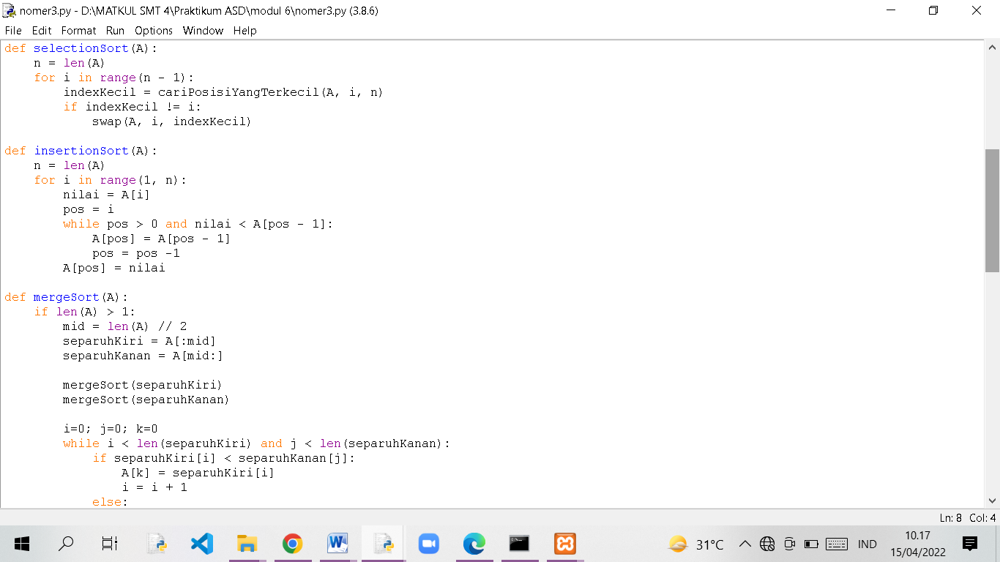 nomer3.py - D:\MATKUL SMT 4\Praktikum ASD\modul 6\nomer3.py (3.8.6)
File Edit Format Run Options Window Help
def selectionSort(A):
    n = len(A)
    for i in range(n - 1):
        indexKecil = cariPosisiYangTerkecil(A, i, n)
        if indexKecil != i:
            swap(A, i, indexKecil)

def insertionSort(A):
    n = len(A)
    for i in range(1, n):
        nilai = A[i]
        pos = i
        while pos > 0 and nilai < A[pos - 1]:
            A[pos] = A[pos - 1]
            pos = pos -1
        A[pos] = nilai

def mergeSort(A):
    if len(A) > 1:
        mid = len(A) // 2
        separuhKiri = A[:mid]
        separuhKanan = A[mid:]

        mergeSort(separuhKiri)
        mergeSort(separuhKanan)

        i=0; j=0; k=0
        while i < len(separuhKiri) and j < len(separuhKanan):
            if separuhKiri[i] < separuhKanan[j]:
                A[k] = separuhKiri[i]
                i = i + 1
            else:
Ln: 8 Col: 4
31°C IND 10.17
15/04/2022